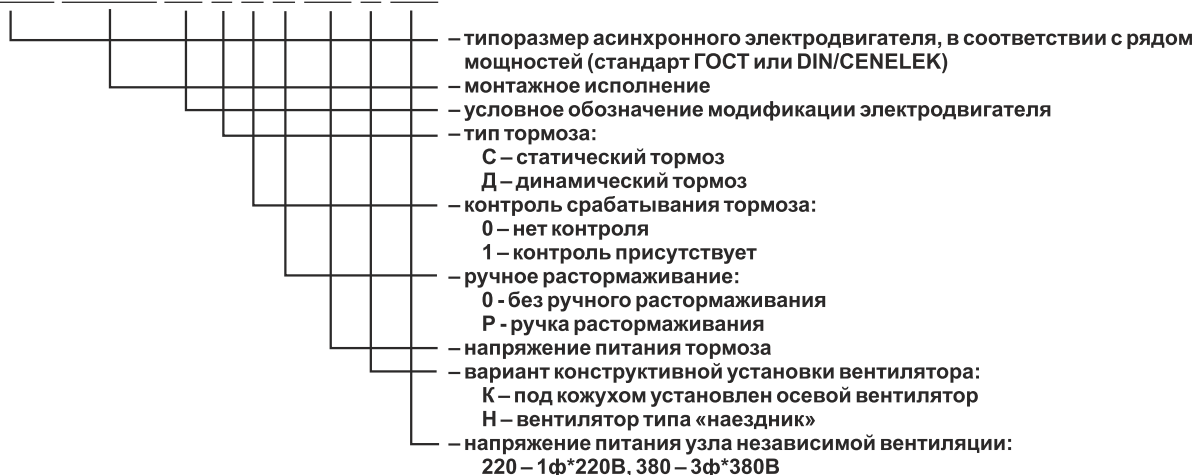 – типоразмер асинхронного электродвигателя, в соответствии с рядом
мощностей (стандарт ГОСТ или DIN/CENELEK)
– монтажное исполнение
– условное обозначение модификации электродвигателя
– тип тормоза:
С – статический тормоз
Д – динамический тормоз
– контроль срабатывания тормоза:
0 – нет контроля
1 – контроль присутствует
– ручное растормаживание:
0 - без ручного растормаживания
Р - ручка растормаживания
– напряжение питания тормоза
– вариант конструктивной установки вентилятора:
К – под кожухом установлен осевой вентилятор
Н – вентилятор типа «наездник»
– напряжение питания узла независимой вентиляции:
220 – 1ф*220В, 380 – 3ф*380В